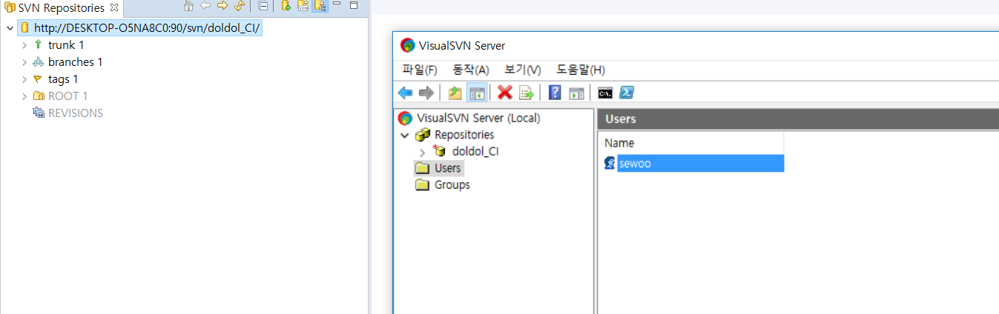 SVN Repositories
http://DESKTOP-O5NA8C0:90/svn/doldol_CI/
trunk 1
branches 1
tags 1
ROOT 1
REVISIONS
VisualSVN Server
파일(F) 동작(A) 보기(V) 도움말(H)
VisualSVN Server (Local)
Repositories
doldol_CI
Users
Groups
Users
Name
sewoo